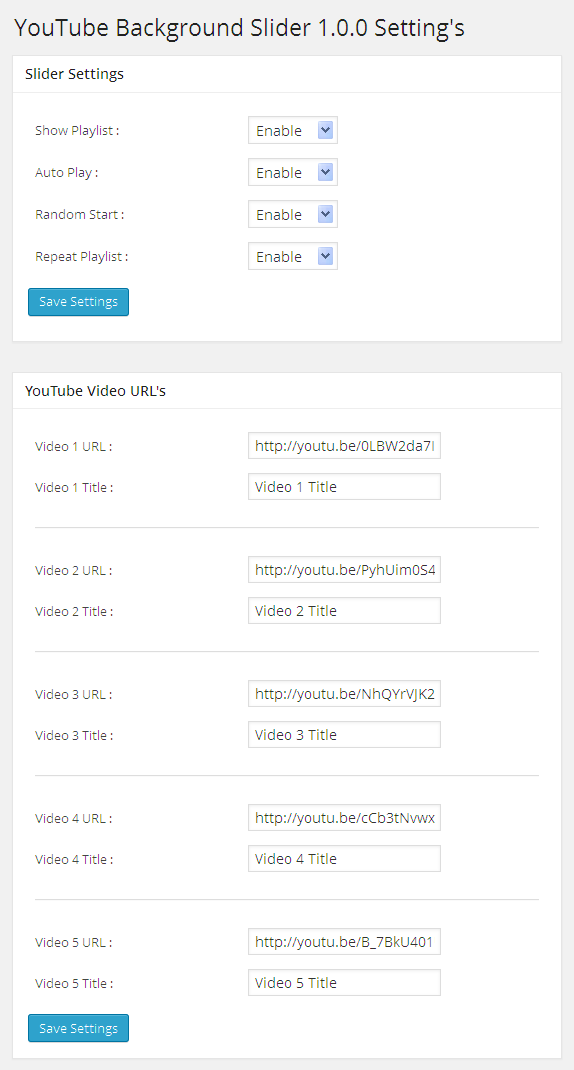 YouTube Background Slider 1.0.0 Setting's
Slider Settings
Show Playlist : Enable
Auto Play : Enable
Random Start : Enable
Repeat Playlist : Enable
Save Settings
YouTube Video URL's
Video 1 URL : http://youtu.be/0LBW2da7I
Video 1 Title : Video 1 Title
Video 2 URL : http://youtu.be/PyhUim0S4
Video 2 Title : Video 2 Title
Video 3 URL : http://youtu.be/NhQYrVJK2
Video 3 Title : Video 3 Title
Video 4 URL : http://youtu.be/cCb3tNvwx
Video 4 Title : Video 4 Title
Video 5 URL : http://youtu.be/B_7BkU401
Video 5 Title : Video 5 Title
Save Settings